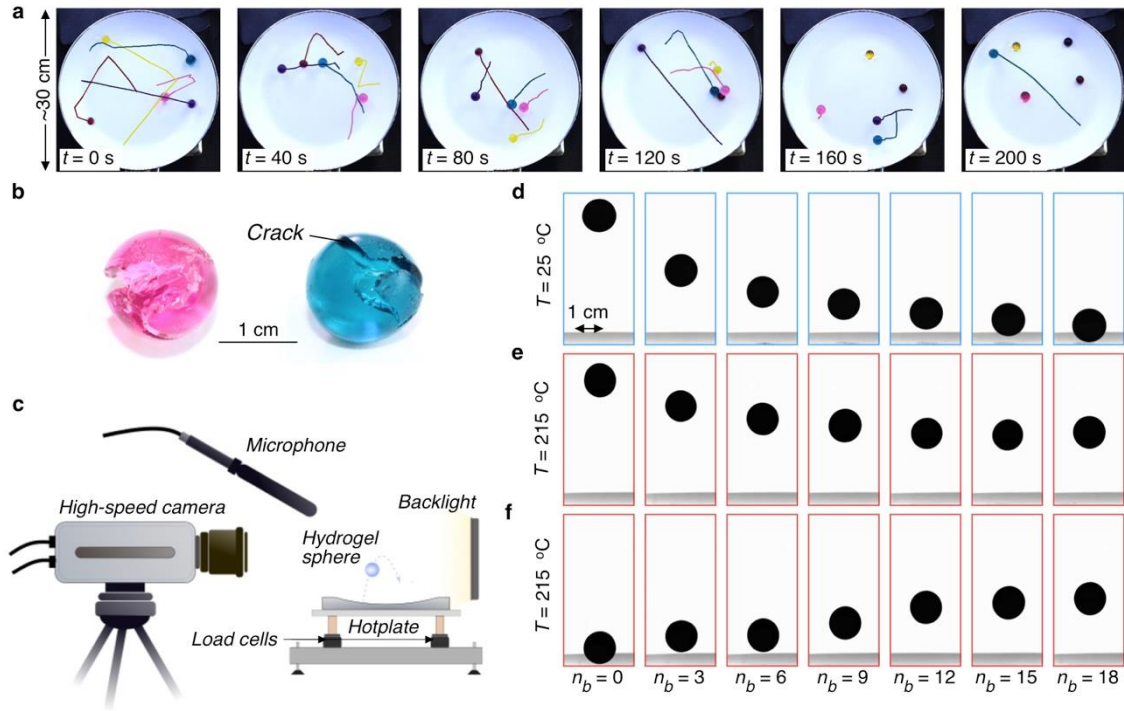 a
~30 cm
t = 0 s
t = 40 s
t = 80 s
t = 120 s
t = 160 s
t = 200 s
b
Crack
1 cm
c
Microphone
High-speed camera
Backlight
Hydrogel
sphere
Load cells
Hotplate
d
T = 25 °C
1 cm
e
T = 215 °C
f
T = 215 °C
n_b = 0
n_b = 3
n_b = 6
n_b = 9
n_b = 12
n_b = 15
n_b = 18